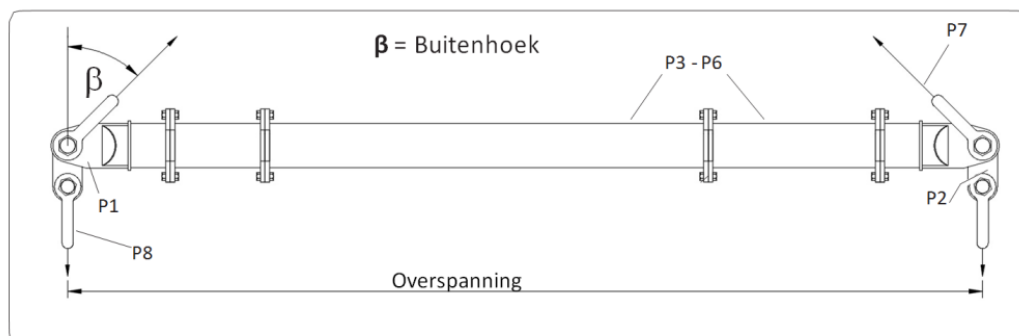 β = Buitenhoek
P7
P3 - P6
β
P1
P2
P8
Overspanning